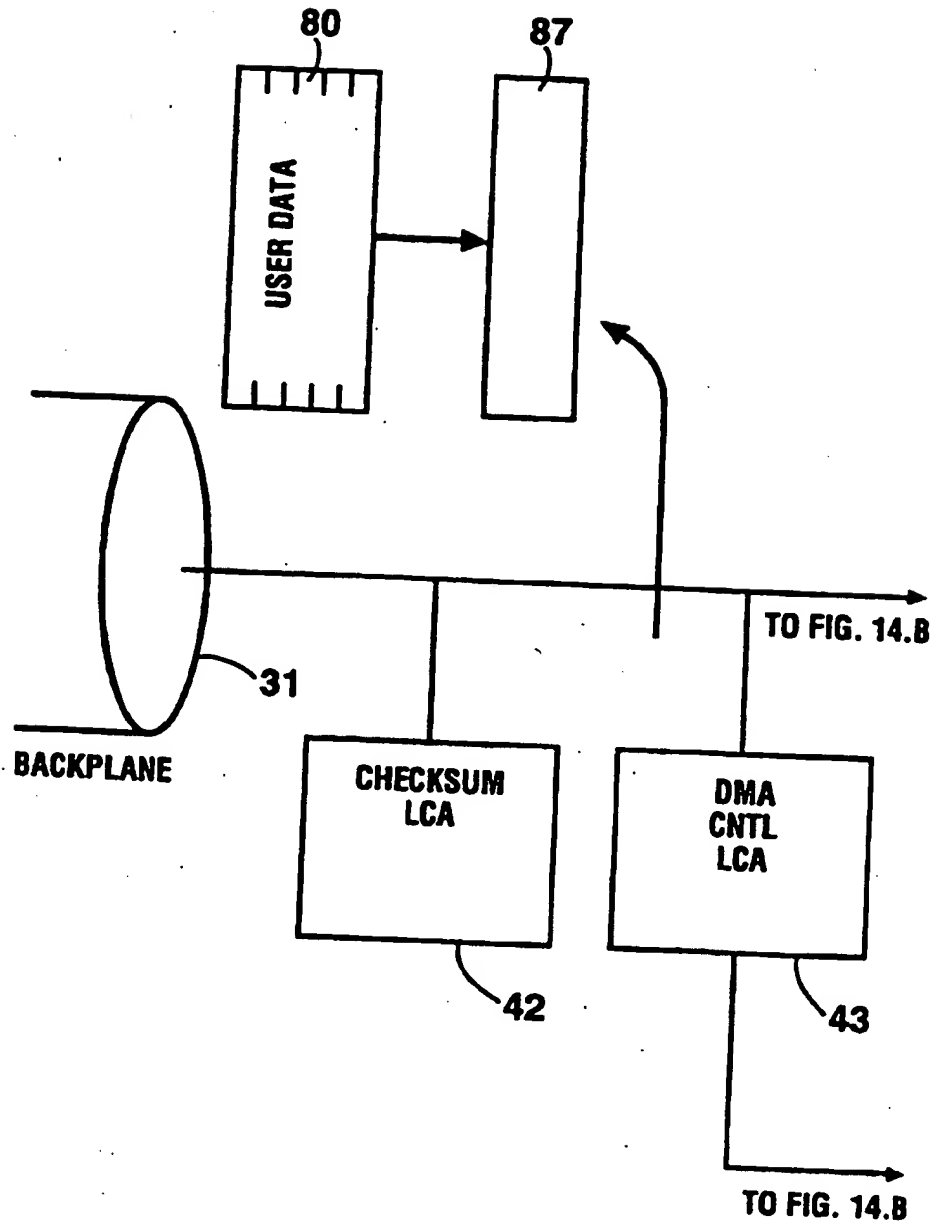 80
87
USER DATA
TO FIG. 14.B
31
BACKPLANE
CHECKSUM
LCA
DMA
CNTL
LCA
42
43
TO FIG. 14.B